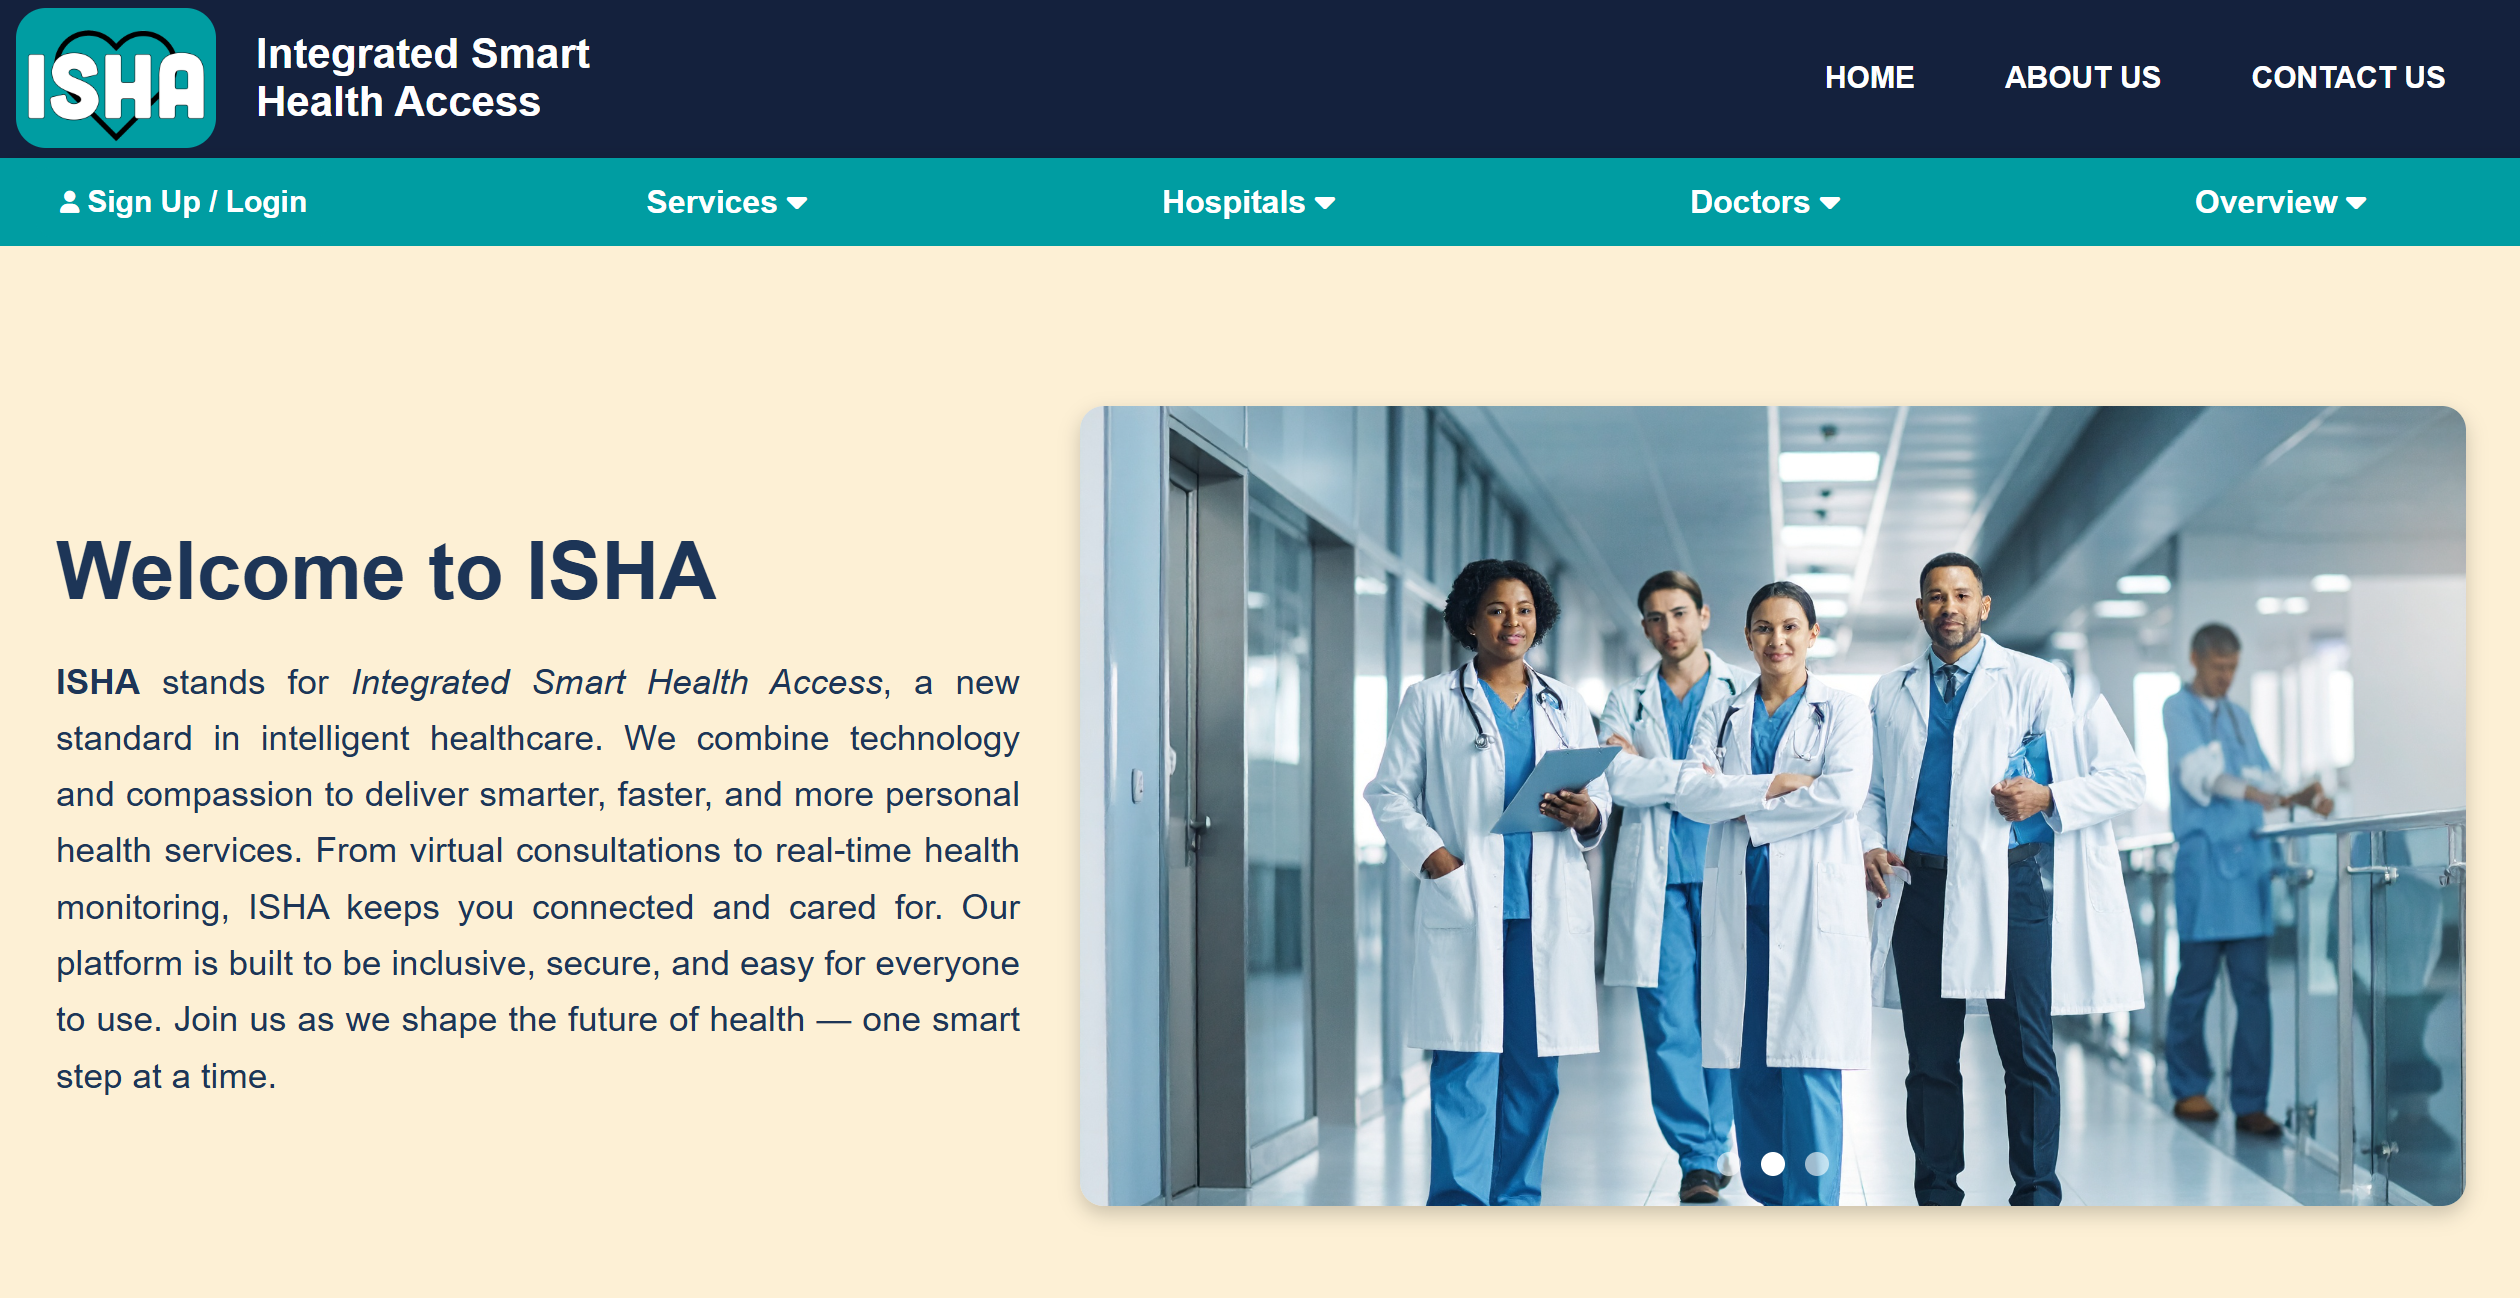 ISHA
Integrated Smart
Health Access
HOME
ABOUT US
CONTACT US
Sign Up / Login
Services
Hospitals
Doctors
Overview
Welcome to ISHA
ISHA stands for Integrated Smart Health Access, a new
standard in intelligent healthcare. We combine technology
and compassion to deliver smarter, faster, and more personal
health services. From virtual consultations to real-time health
monitoring, ISHA keeps you connected and cared for. Our
platform is built to be inclusive, secure, and easy for everyone
to use. Join us as we shape the future of health — one smart
step at a time.